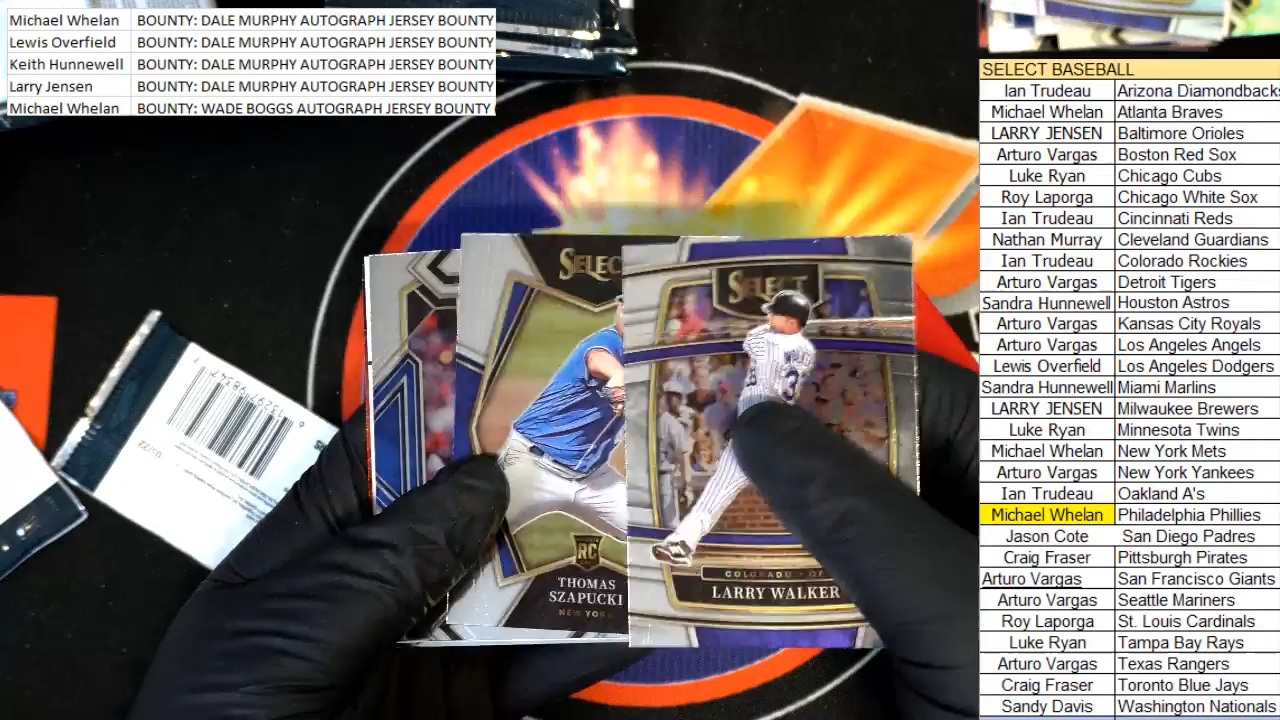 Michael Whelan BOUNTY: DALE MURPHY AUTOGRAPH JERSEY BOUNTY
Lewis Overfield BOUNTY: DALE MURPHY AUTOGRAPH JERSEY BOUNTY
Keith Hunnewell BOUNTY: DALE MURPHY AUTOGRAPH JERSEY BOUNTY
Larry Jensen BOUNTY: DALE MURPHY AUTOGRAPH JERSEY BOUNTY
Michael Whelan BOUNTY: WADE BOGGS AUTOGRAPH JERSEY BOUNTY
SELECT BASEBALL
Ian Trudeau Arizona Diamondbacks
Michael Whelan Atlanta Braves
LARRY JENSEN Baltimore Orioles
Arturo Vargas Boston Red Sox
Luke Ryan Chicago Cubs
Roy Laporga Chicago White Sox
Ian Trudeau Cincinnati Reds
Nathan Murray Cleveland Guardians
Ian Trudeau Colorado Rockies
Arturo Vargas Detroit Tigers
Sandra Hunnewell Houston Astros
Arturo Vargas Kansas City Royals
Arturo Vargas Los Angeles Angels
Lewis Overfield Los Angeles Dodgers
Sandra Hunnewell Miami Marlins
LARRY JENSEN Milwaukee Brewers
Luke Ryan Minnesota Twins
Michael Whelan New York Mets
Arturo Vargas New York Yankees
Ian Trudeau Oakland A's
Michael Whelan Philadelphia Phillies
Jason Cote San Diego Padres
Craig Fraser Pittsburgh Pirates
Arturo Vargas San Francisco Giants
Arturo Vargas Seattle Mariners
Roy Laporga St. Louis Cardinals
Luke Ryan Tampa Bay Rays
Arturo Vargas Texas Rangers
Craig Fraser Toronto Blue Jays
Sandy Davis Washington Nationals
SELEC
RC
THOMAS
SZAPUCKI
NEW YORK
SELECT
COLORADO · OF
LARRY WALKER